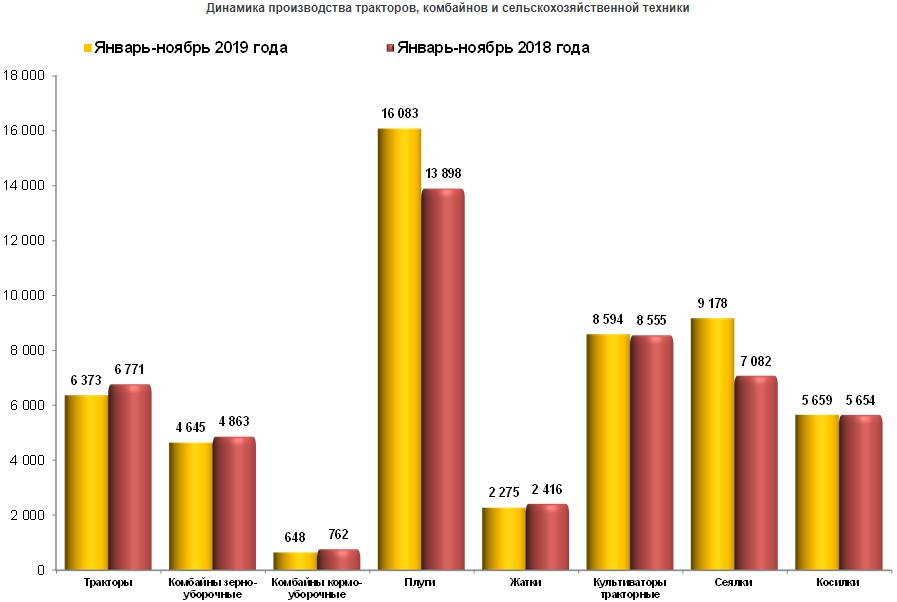 Динамика производства тракторов, комбайнов и сельскохозяйственной техники
Январь-ноябрь 2019 года
Январь-ноябрь 2018 года
18 000
16 000
14 000
12 000
10 000
8 000
6 000
4 000
2 000
0
6 373
6 771
4 645
4 863
648
762
16 083
13 898
2 275
2 416
8 594
8 555
9 178
7 082
5 659
5 654
Тракторы
Комбайны зерно-
уборочные
Комбайны кормо-
уборочные
Плуги
Жатки
Культиваторы
тракторные
Сеялки
Косилки